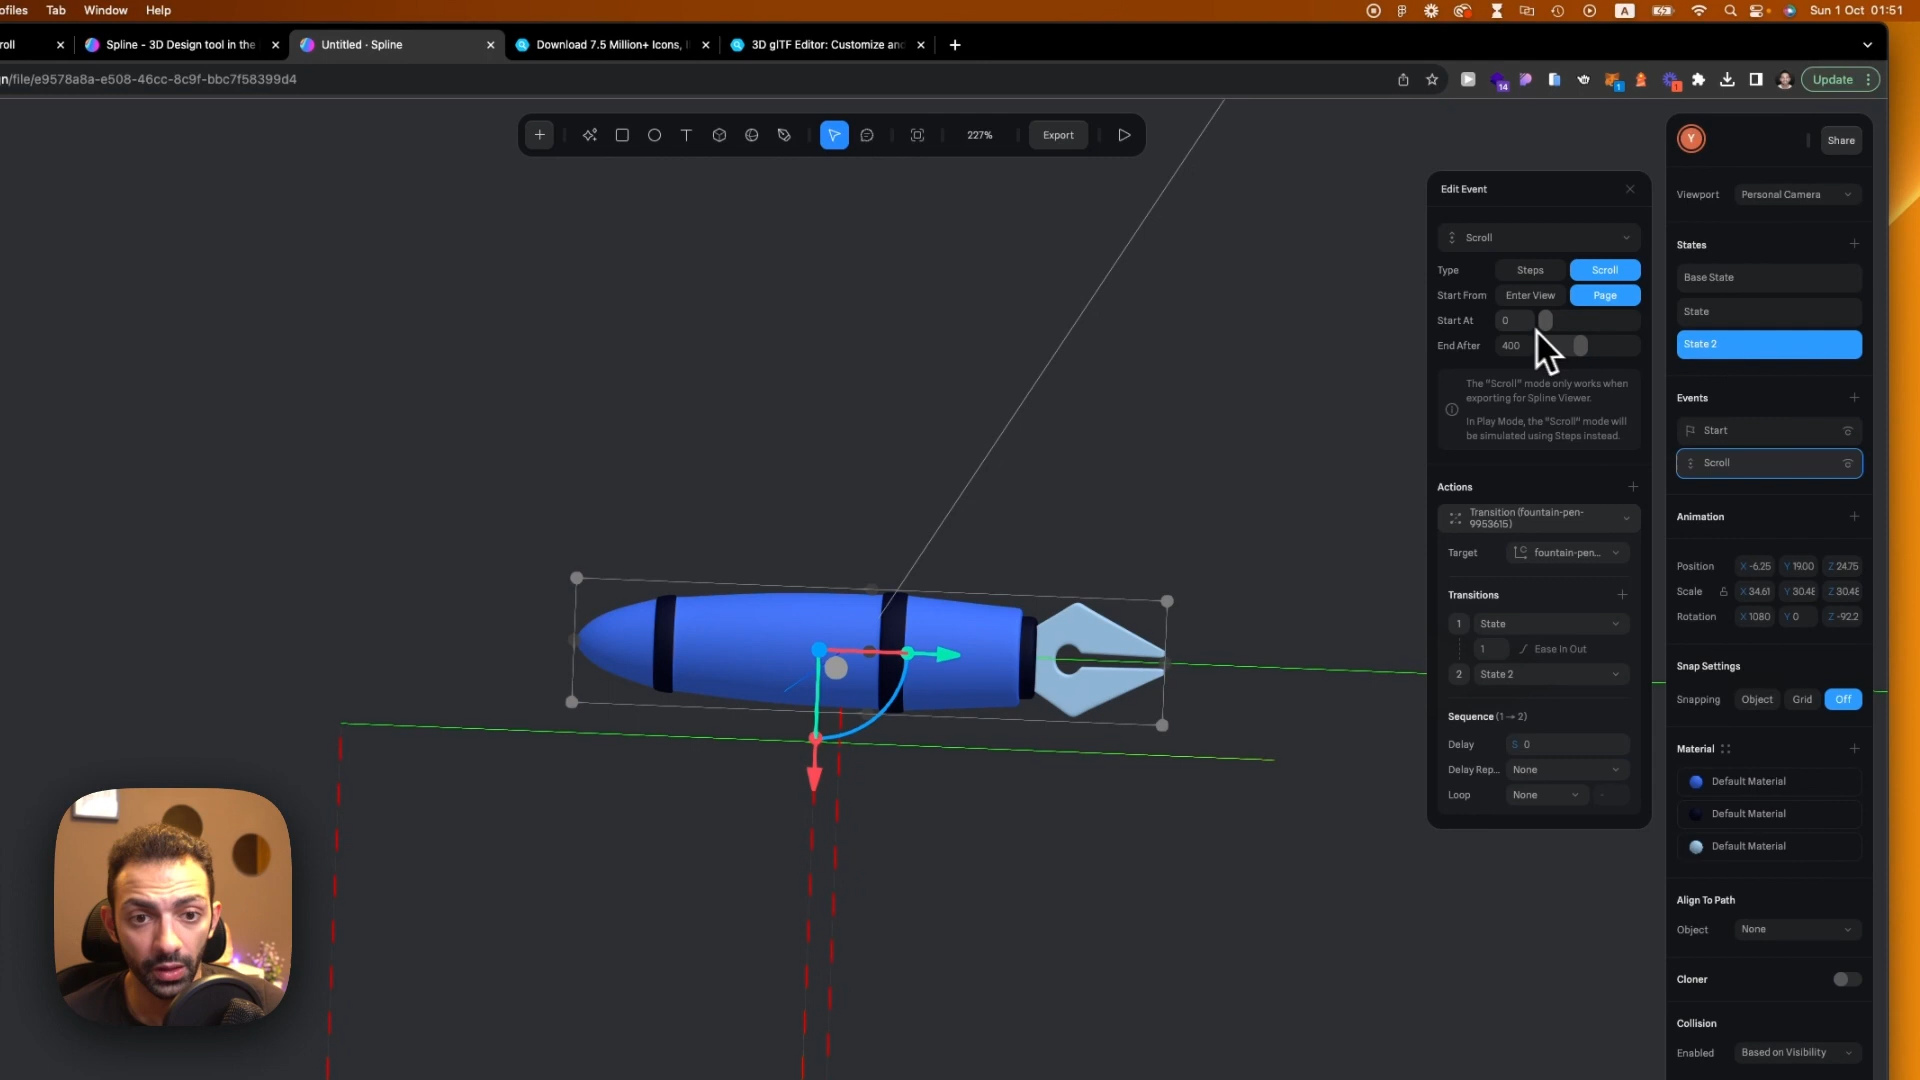 ofiles Tab Window Help
A Sun 1 Oct 01:51
roll
Spline - 3D Design tool in the
Untitled · Spline
Download 7.5 Million+ Icons, I
3D glTF Editor: Customize and
n/file/e9578a8a-e508-46cc-8c9f-bbc7f58399d4
14
1
1
Update
T
227%
Export
Y
Share
Viewport Personal Camera
States
Base State
State
State 2
Events
Start
Scroll
Animation
Position X -6.25 Y 19.00 Z 24.75
Scale X 34.61 Y 30.48 Z 30.48
Rotation X 1080 Y 0 Z -92.2
Snap Settings
Snapping Object Grid Off
Material
Default Material
Default Material
Default Material
Align To Path
Object None
Cloner
Collision
Enabled Based on Visibility
Edit Event
Scroll
Type Steps Scroll
Start From Enter View Page
Start At 0
End After 400
The "Scroll" mode only works when
exporting for Spline Viewer.
In Play Mode, the "Scroll" mode will
be simulated using Steps instead.
Actions
Transition (fountain-pen-
9953615)
Target fountain-pen...
Transitions
1 State
1 Ease In Out
2 State 2
Sequence (1 → 2)
Delay S 0
Delay Rep... None
Loop None -